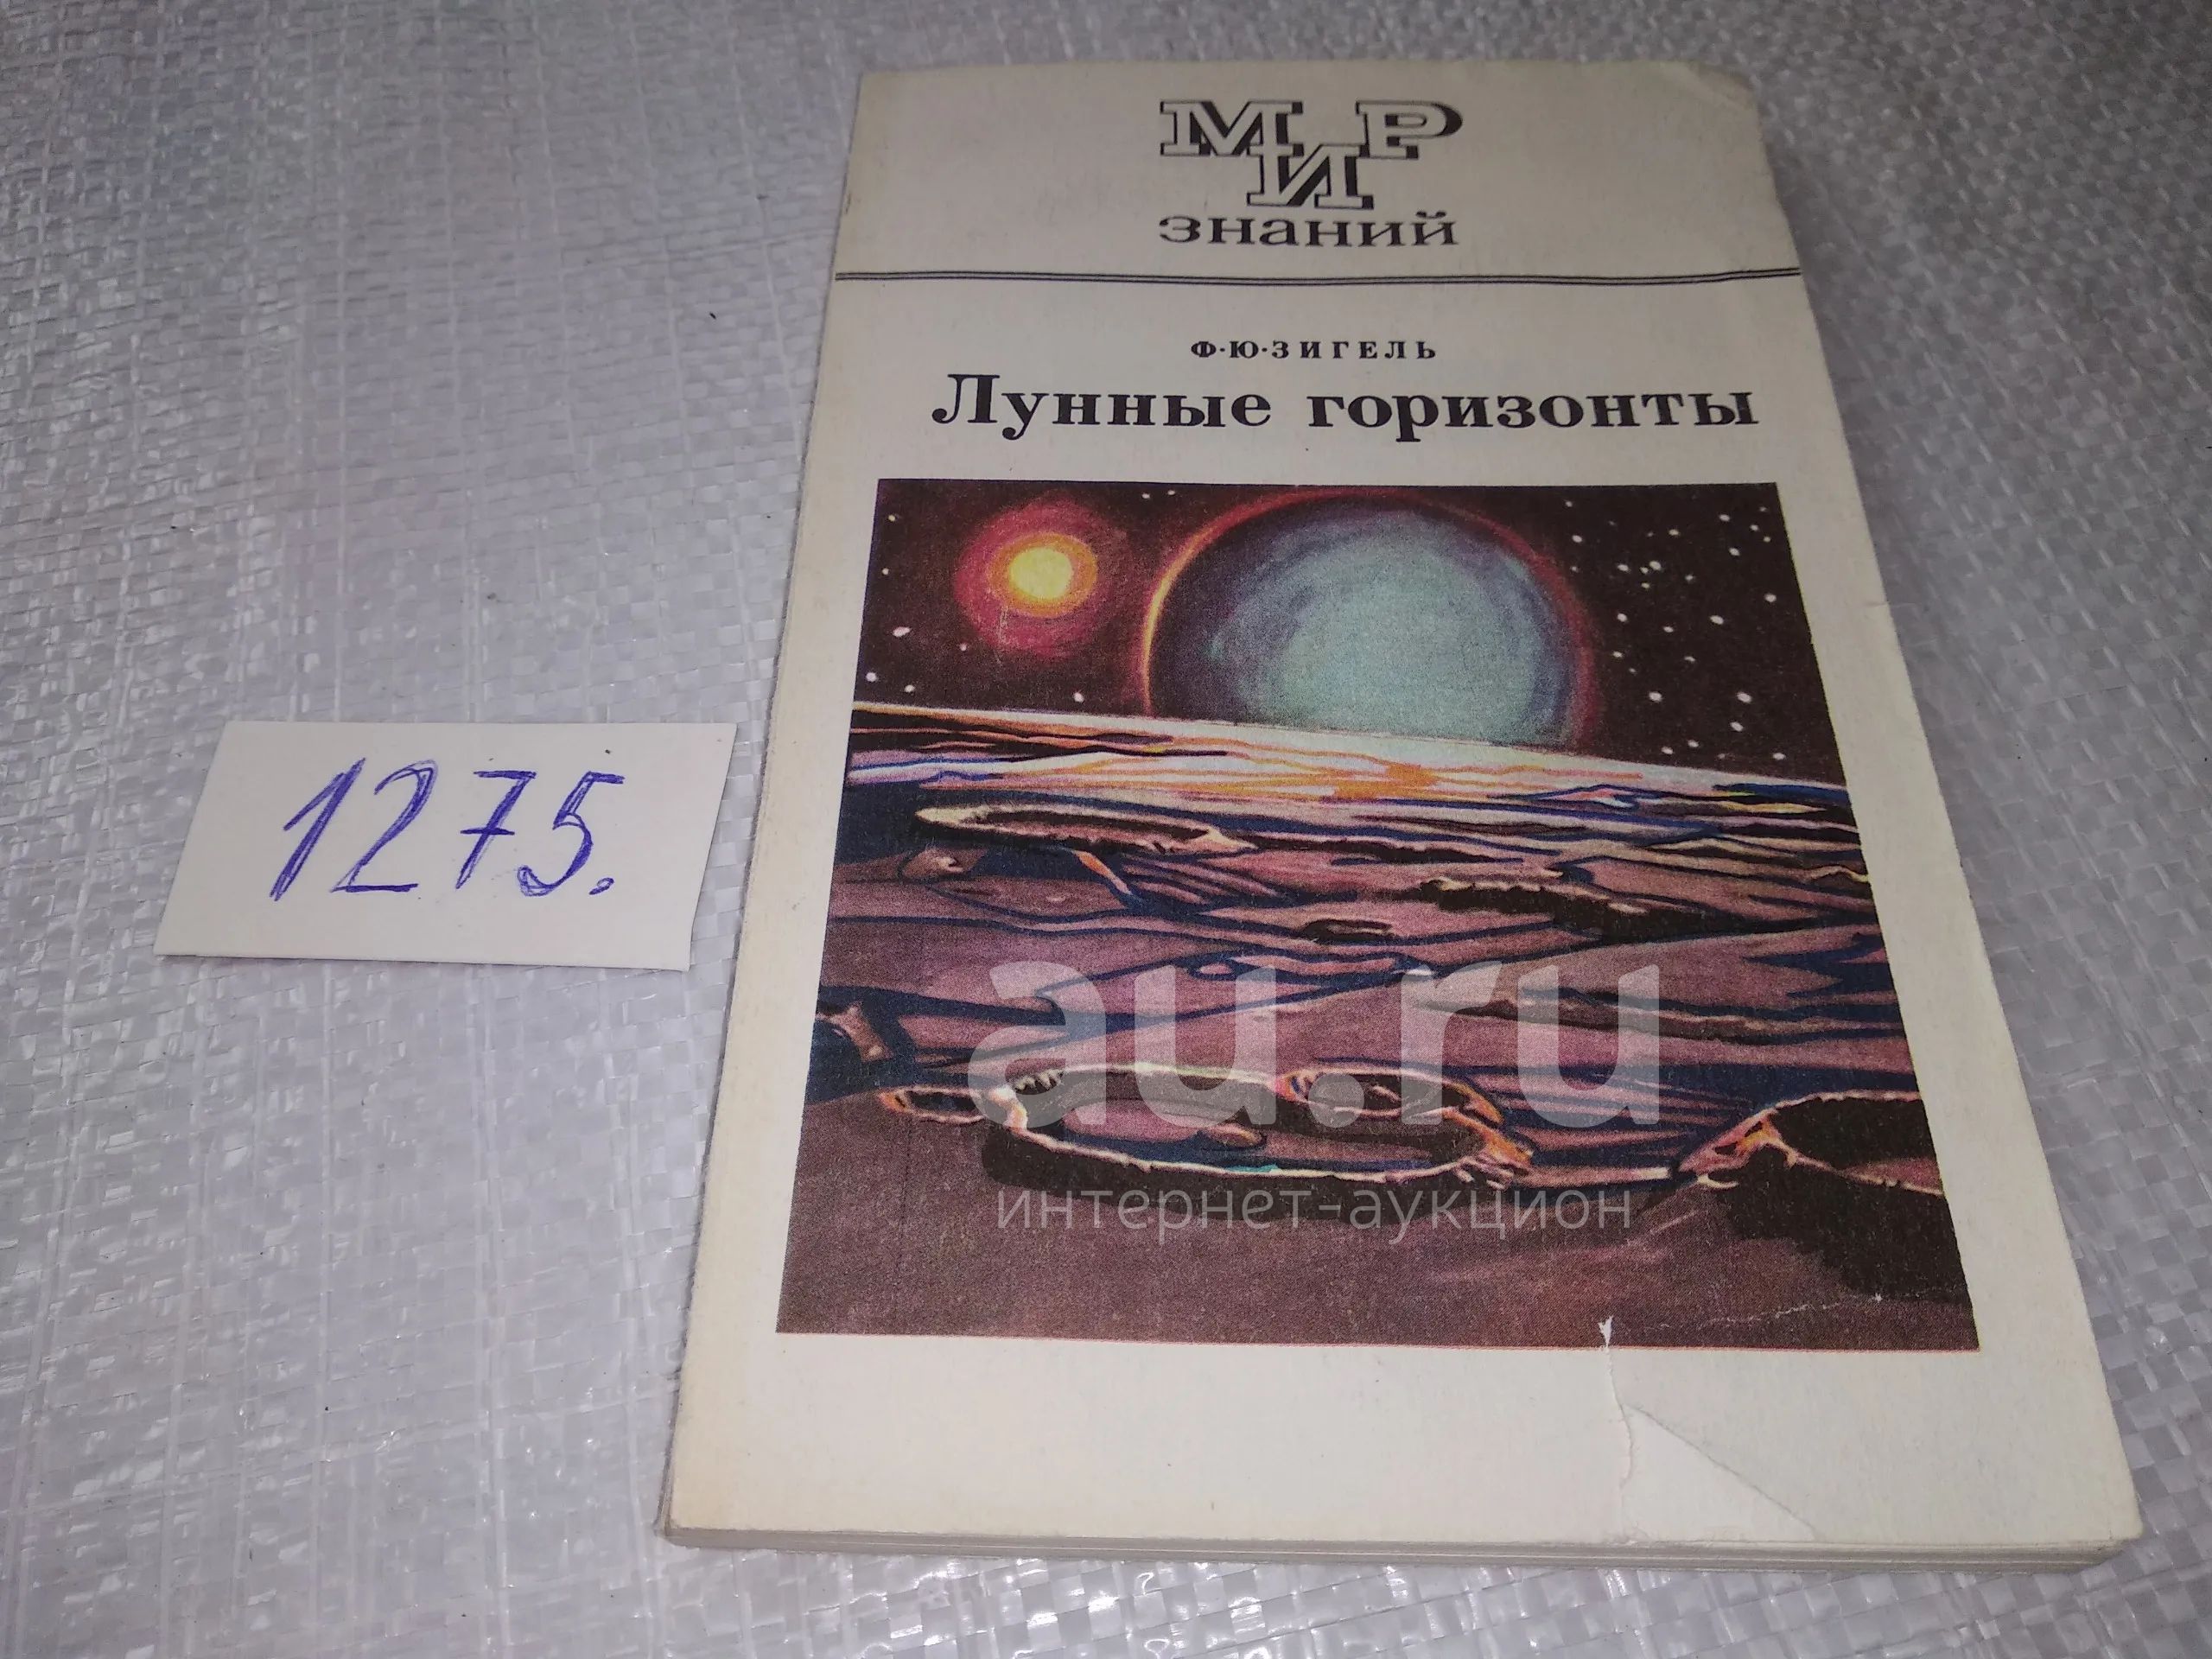 МИР
знаний
Ф·Ю·ЗИГЕЛЬ
Лунные горизонты
1275.
au.ru
интернет-аукцион